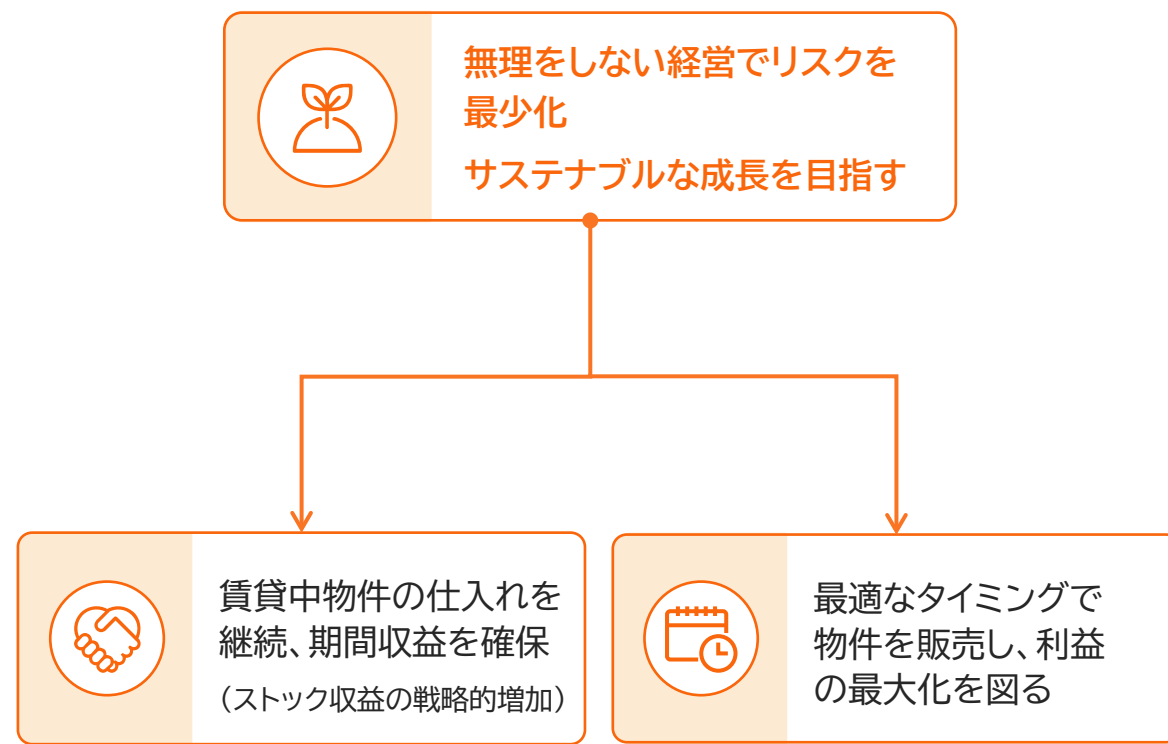 無理をしない経営でリスクを
最少化
サステナブルな成長を目指す
賃貸中物件の仕入れを
継続、期間収益を確保
（ストック収益の戦略的増加）
最適なタイミングで
物件を販売し、利益
の最大化を図る